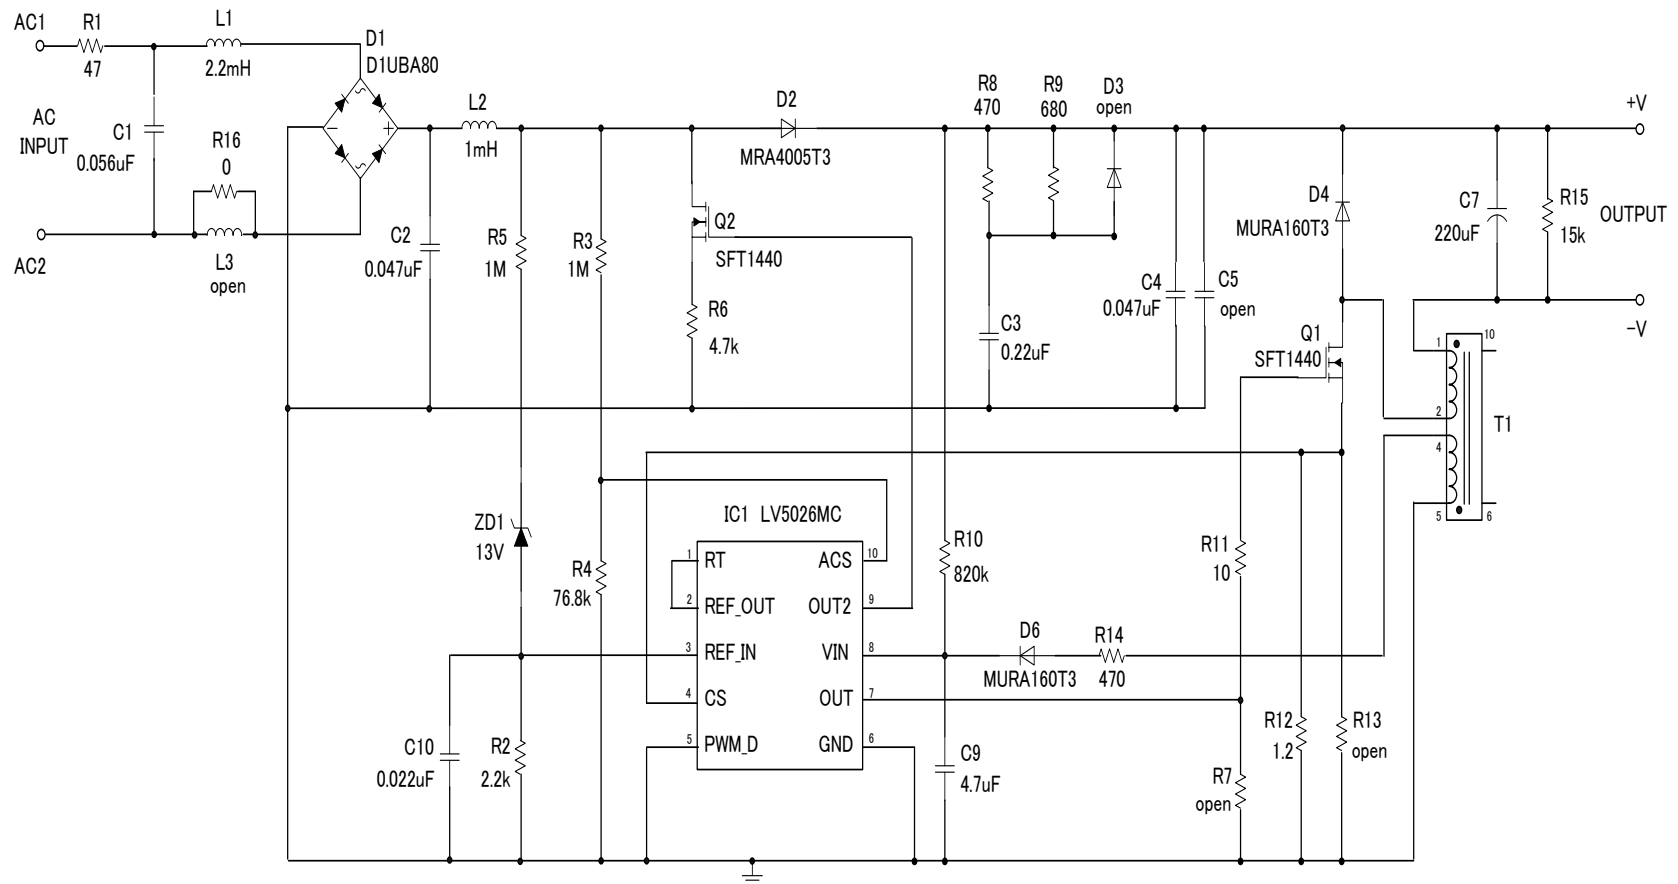 AC1
R1
47
L1
2.2mH
D1
D1UBA80
AC
INPUT
C1
0.056uF
R16
0
AC2
L3
open
L2
1mH
C2
0.047uF
R5
1M
R3
1M
Q2
SFT1440
R6
4.7k
D2
MRA4005T3
R8
470
R9
680
D3
open
C3
0.22uF
C4
0.047uF
C5
open
D4
MURA160T3
Q1
SFT1440
C7
220uF
R15
15k
+V
OUTPUT
-V
1
10
2
4
5
6
T1
ZD1
13V
R4
76.8k
IC1 LV5026MC
1 RT ACS 10
2 REF_OUT OUT2 9
3 REF_IN VIN 8
4 CS OUT 7
5 PWM_D GND 6
R10
820k
D6
MURA160T3
R14
470
R11
10
C10
0.022uF
R2
2.2k
C9
4.7uF
R7
open
R12
1.2
R13
open